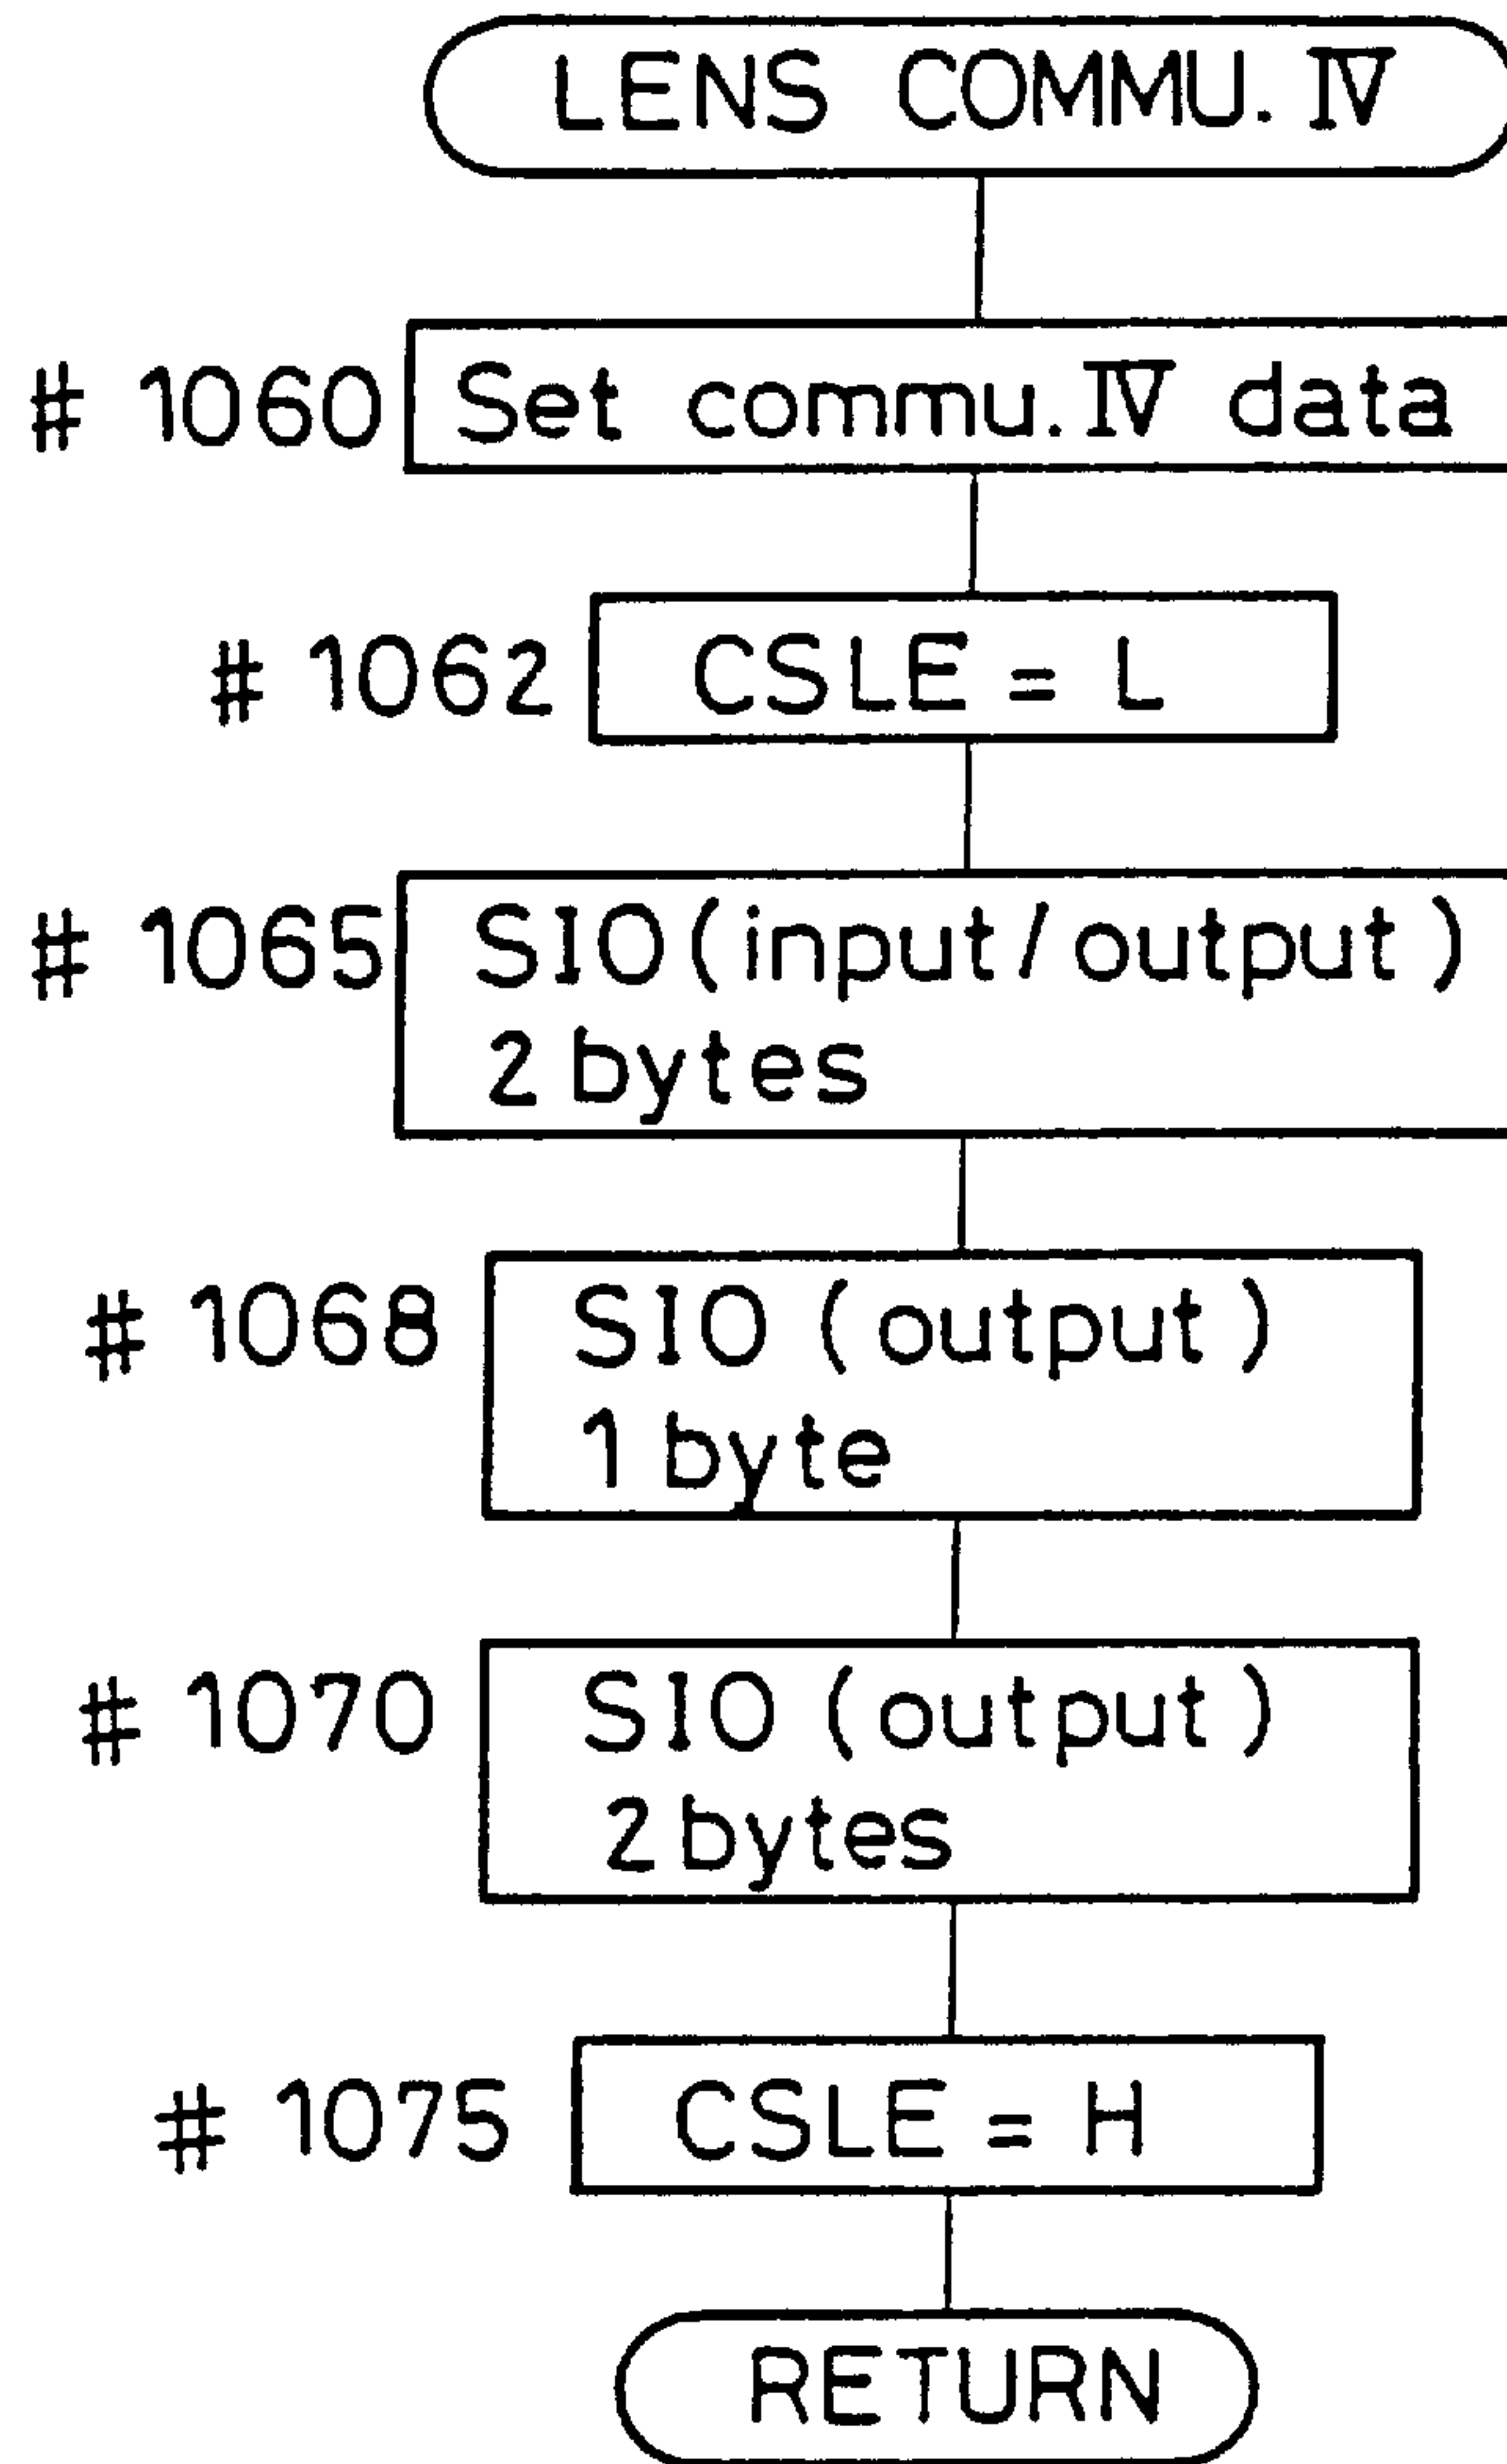 LENS COMMU. IV
# 1060 Set commu. IV data
# 1062 CSLE = L
# 1065 SIO (input/output)
2 bytes
# 1068 SIO (output)
1 byte
# 1070 SIO (output)
2 bytes
# 1075 CSLE = H
RETURN